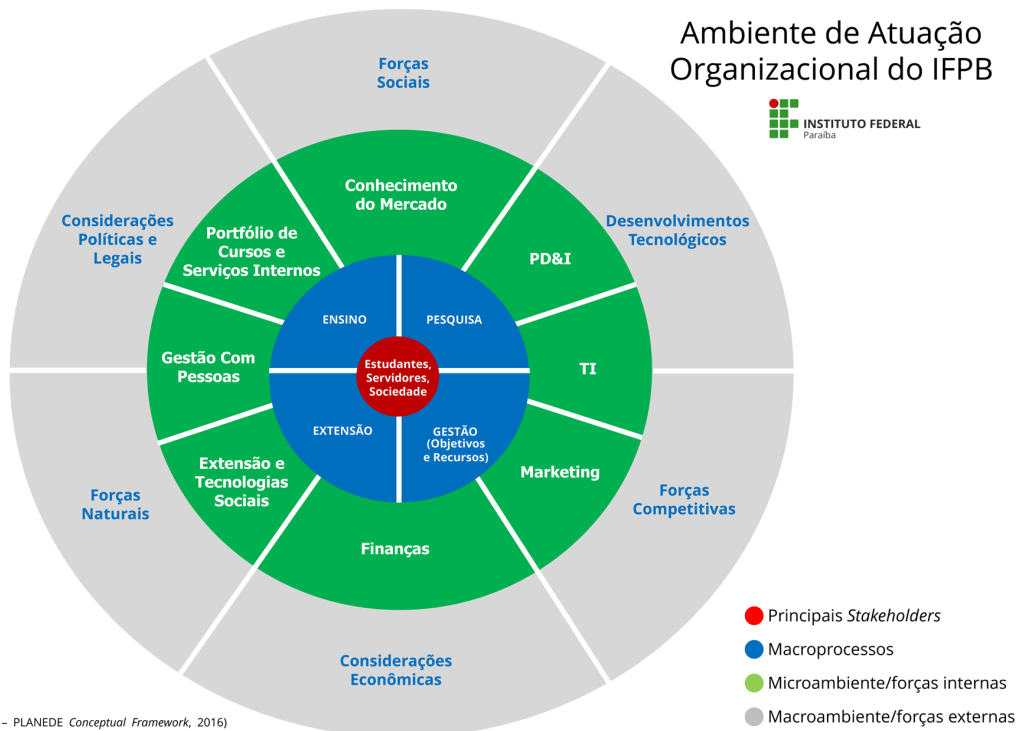 Ambiente de Atuação
Organizacional do IFPB
INSTITUTO FEDERAL
Paraíba
Forças
Sociais
Considerações
Políticas e
Legais
Desenvolvimentos
Tecnológicos
Forças
Naturais
Forças
Competitivas
Considerações
Econômicas
Conhecimento
do Mercado
Portfólio de
Cursos e
Serviços Internos
PD&I
Gestão Com
Pessoas
TI
Extensão e
Tecnologias
Sociais
Marketing
Finanças
ENSINO
PESQUISA
EXTENSÃO
GESTÃO
(Objetivos
e Recursos)
Estudantes,
Servidores,
Sociedade
Principais Stakeholders
Macroprocessos
Microambiente/forças internas
Macroambiente/forças externas
– PLANEDE Conceptual Framework, 2016)